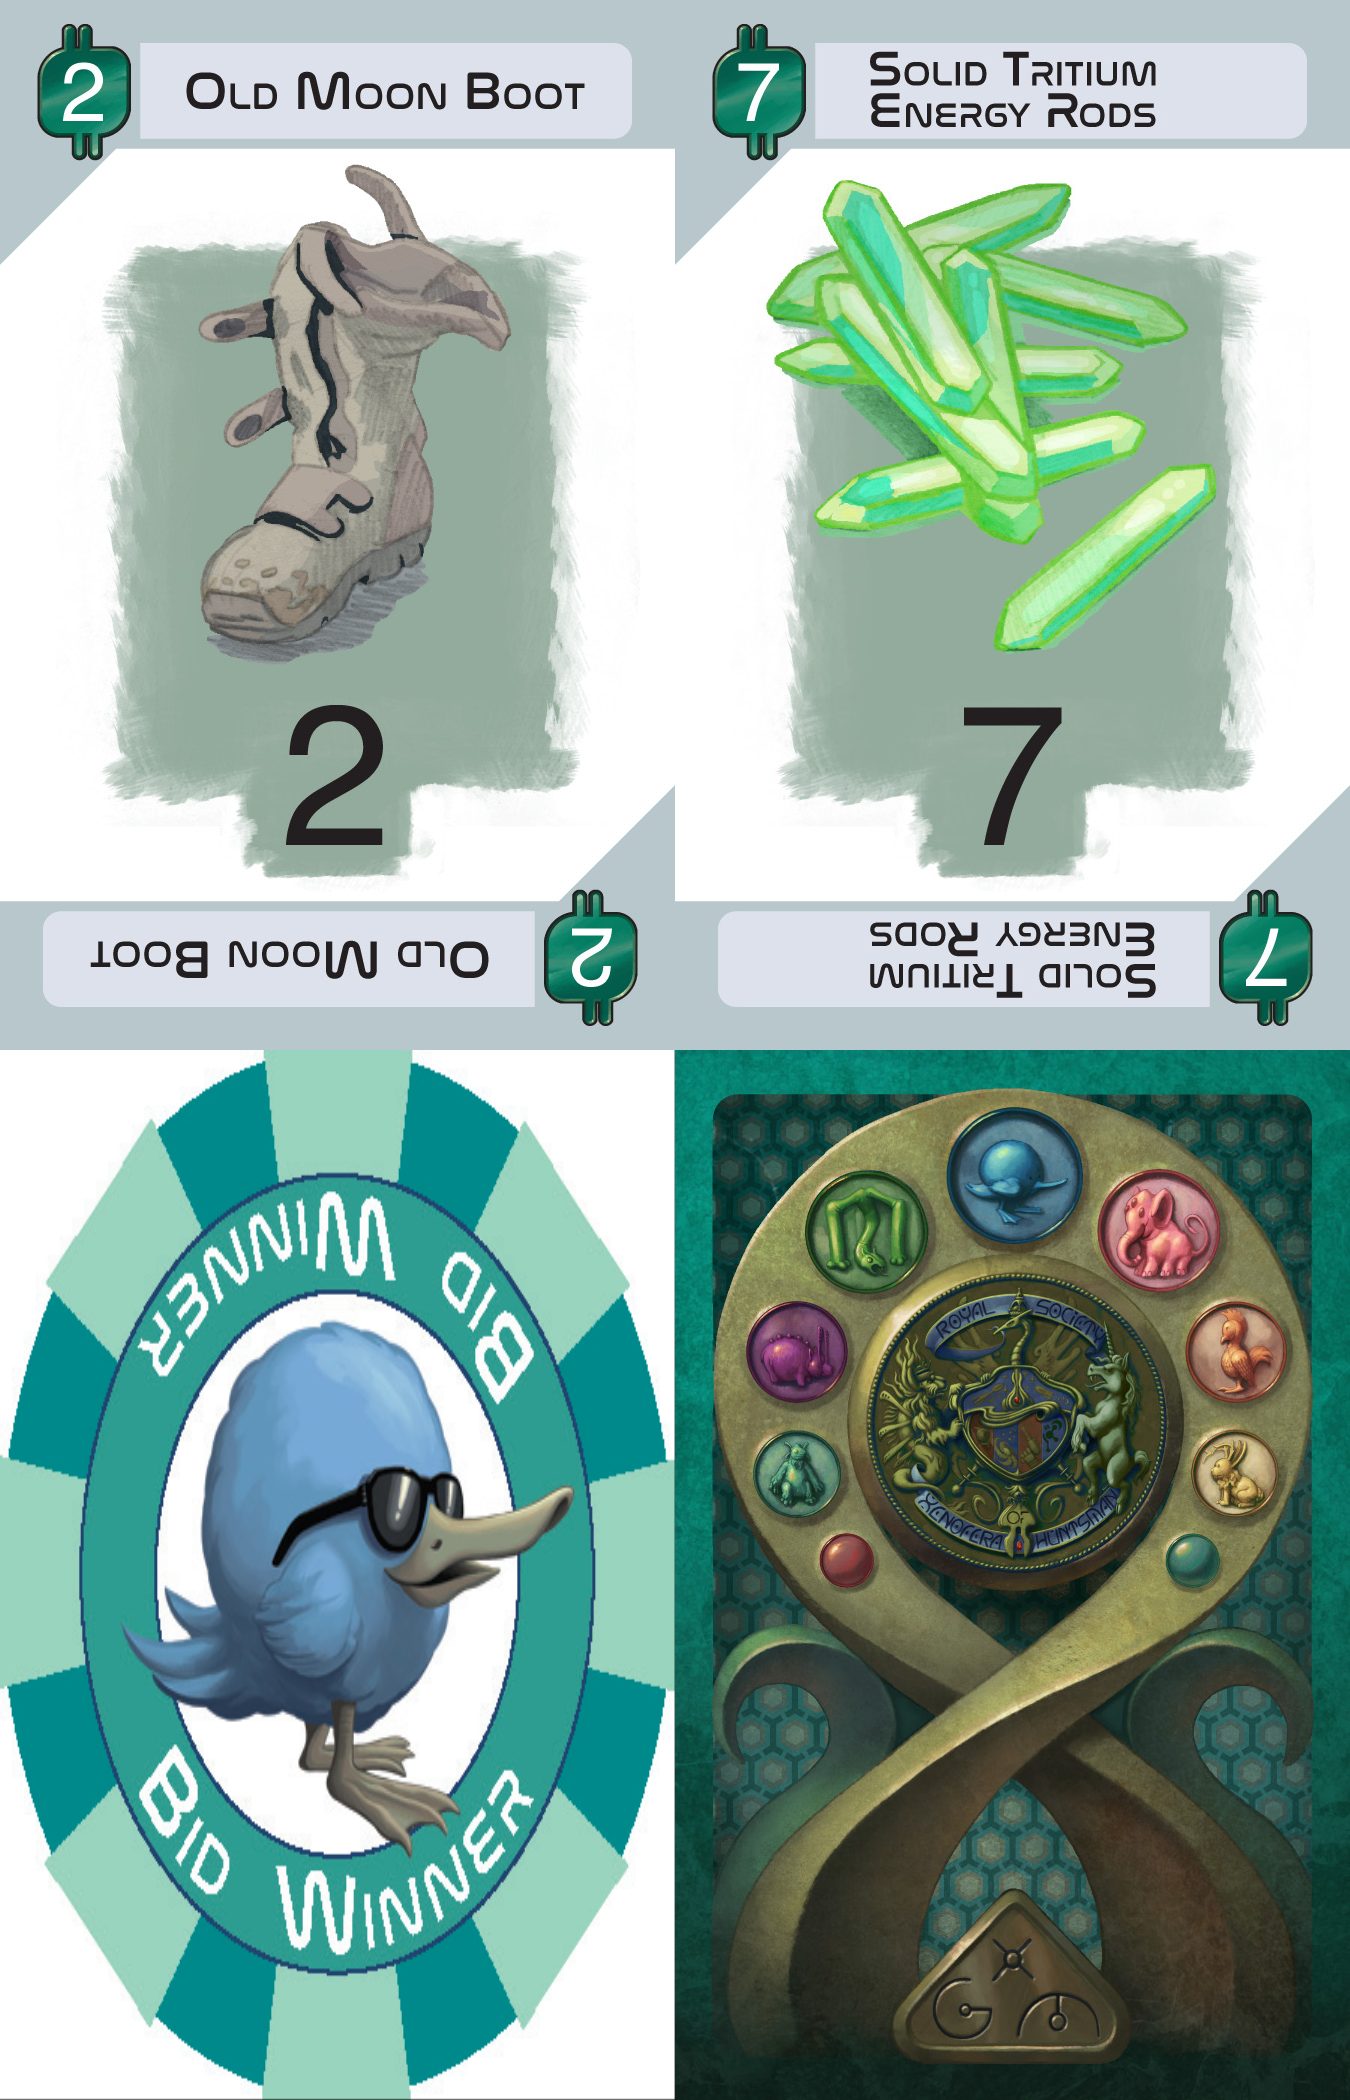 2
Old Moon Boot
2
Old Moon Boot
2
7
Solid Tritium
Energy Rods
7
Solid Tritium
Energy Rods
7
Bid Winner
Bid Winner
Royal Society
of
Xenofera Huntsman